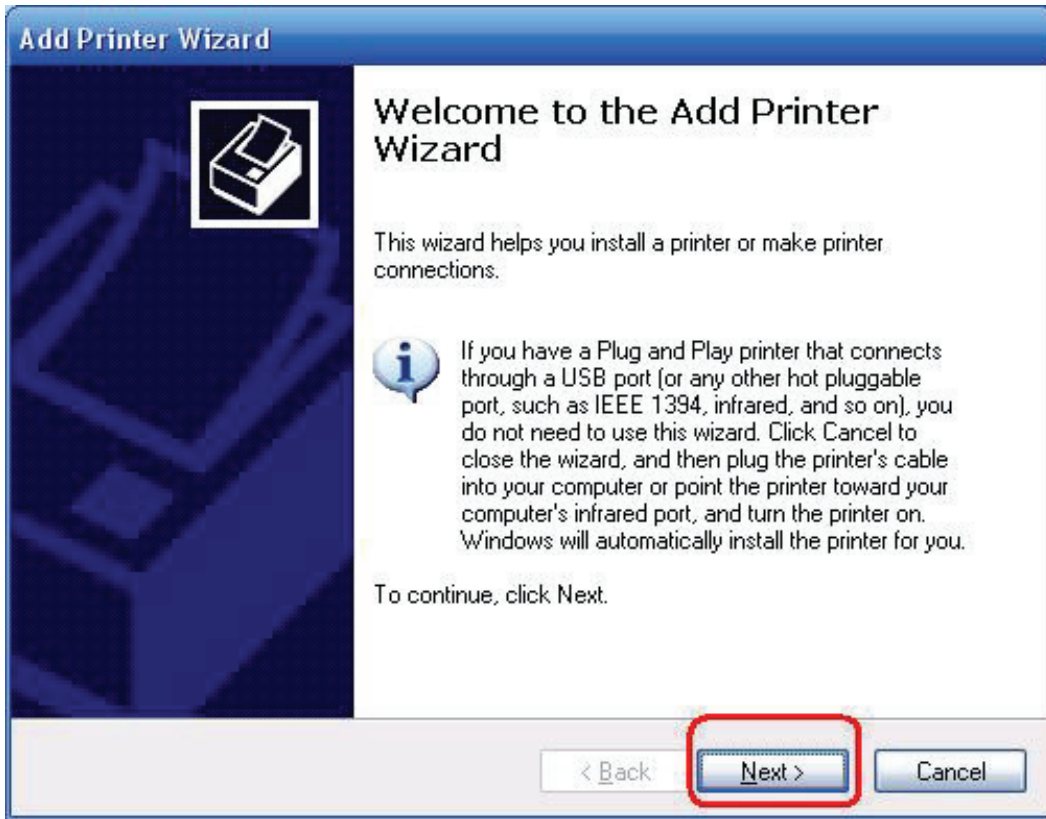 Add Printer Wizard
Welcome to the Add Printer
Wizard
This wizard helps you install a printer or make printer
connections.
If you have a Plug and Play printer that connects
through a USB port (or any other hot pluggable
port, such as IEEE 1394, infrared, and so on), you
do not need to use this wizard. Click Cancel to
close the wizard, and then plug the printer's cable
into your computer or point the printer toward your
computer's infrared port, and turn the printer on.
Windows will automatically install the printer for you.
To continue, click Next.
< Back
Next >
Cancel